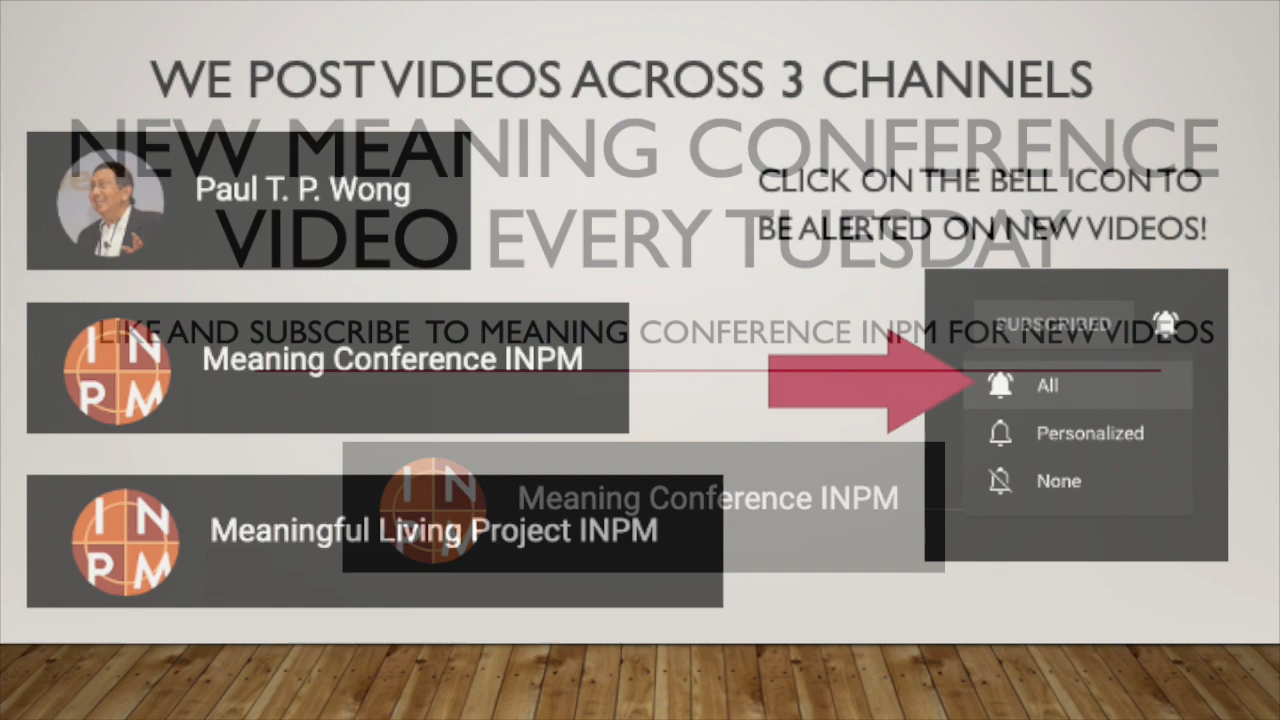 WE POST VIDEOS ACROSS 3 CHANNELS
NEW MEANING CONFERENCE
VIDEO EVERY TUESDAY
Paul T. P. Wong
CLICK ON THE BELL ICON TO
BE ALERTED ON NEW VIDEOS!
LIKE AND SUBSCRIBE TO MEANING CONFERENCE INPM FOR NEW VIDEOS
SUBSCRIBED
I N
P M
Meaning Conference INPM
All
Personalized
None
I N
P M
Meaning Conference INPM
I N
P M
Meaningful Living Project INPM